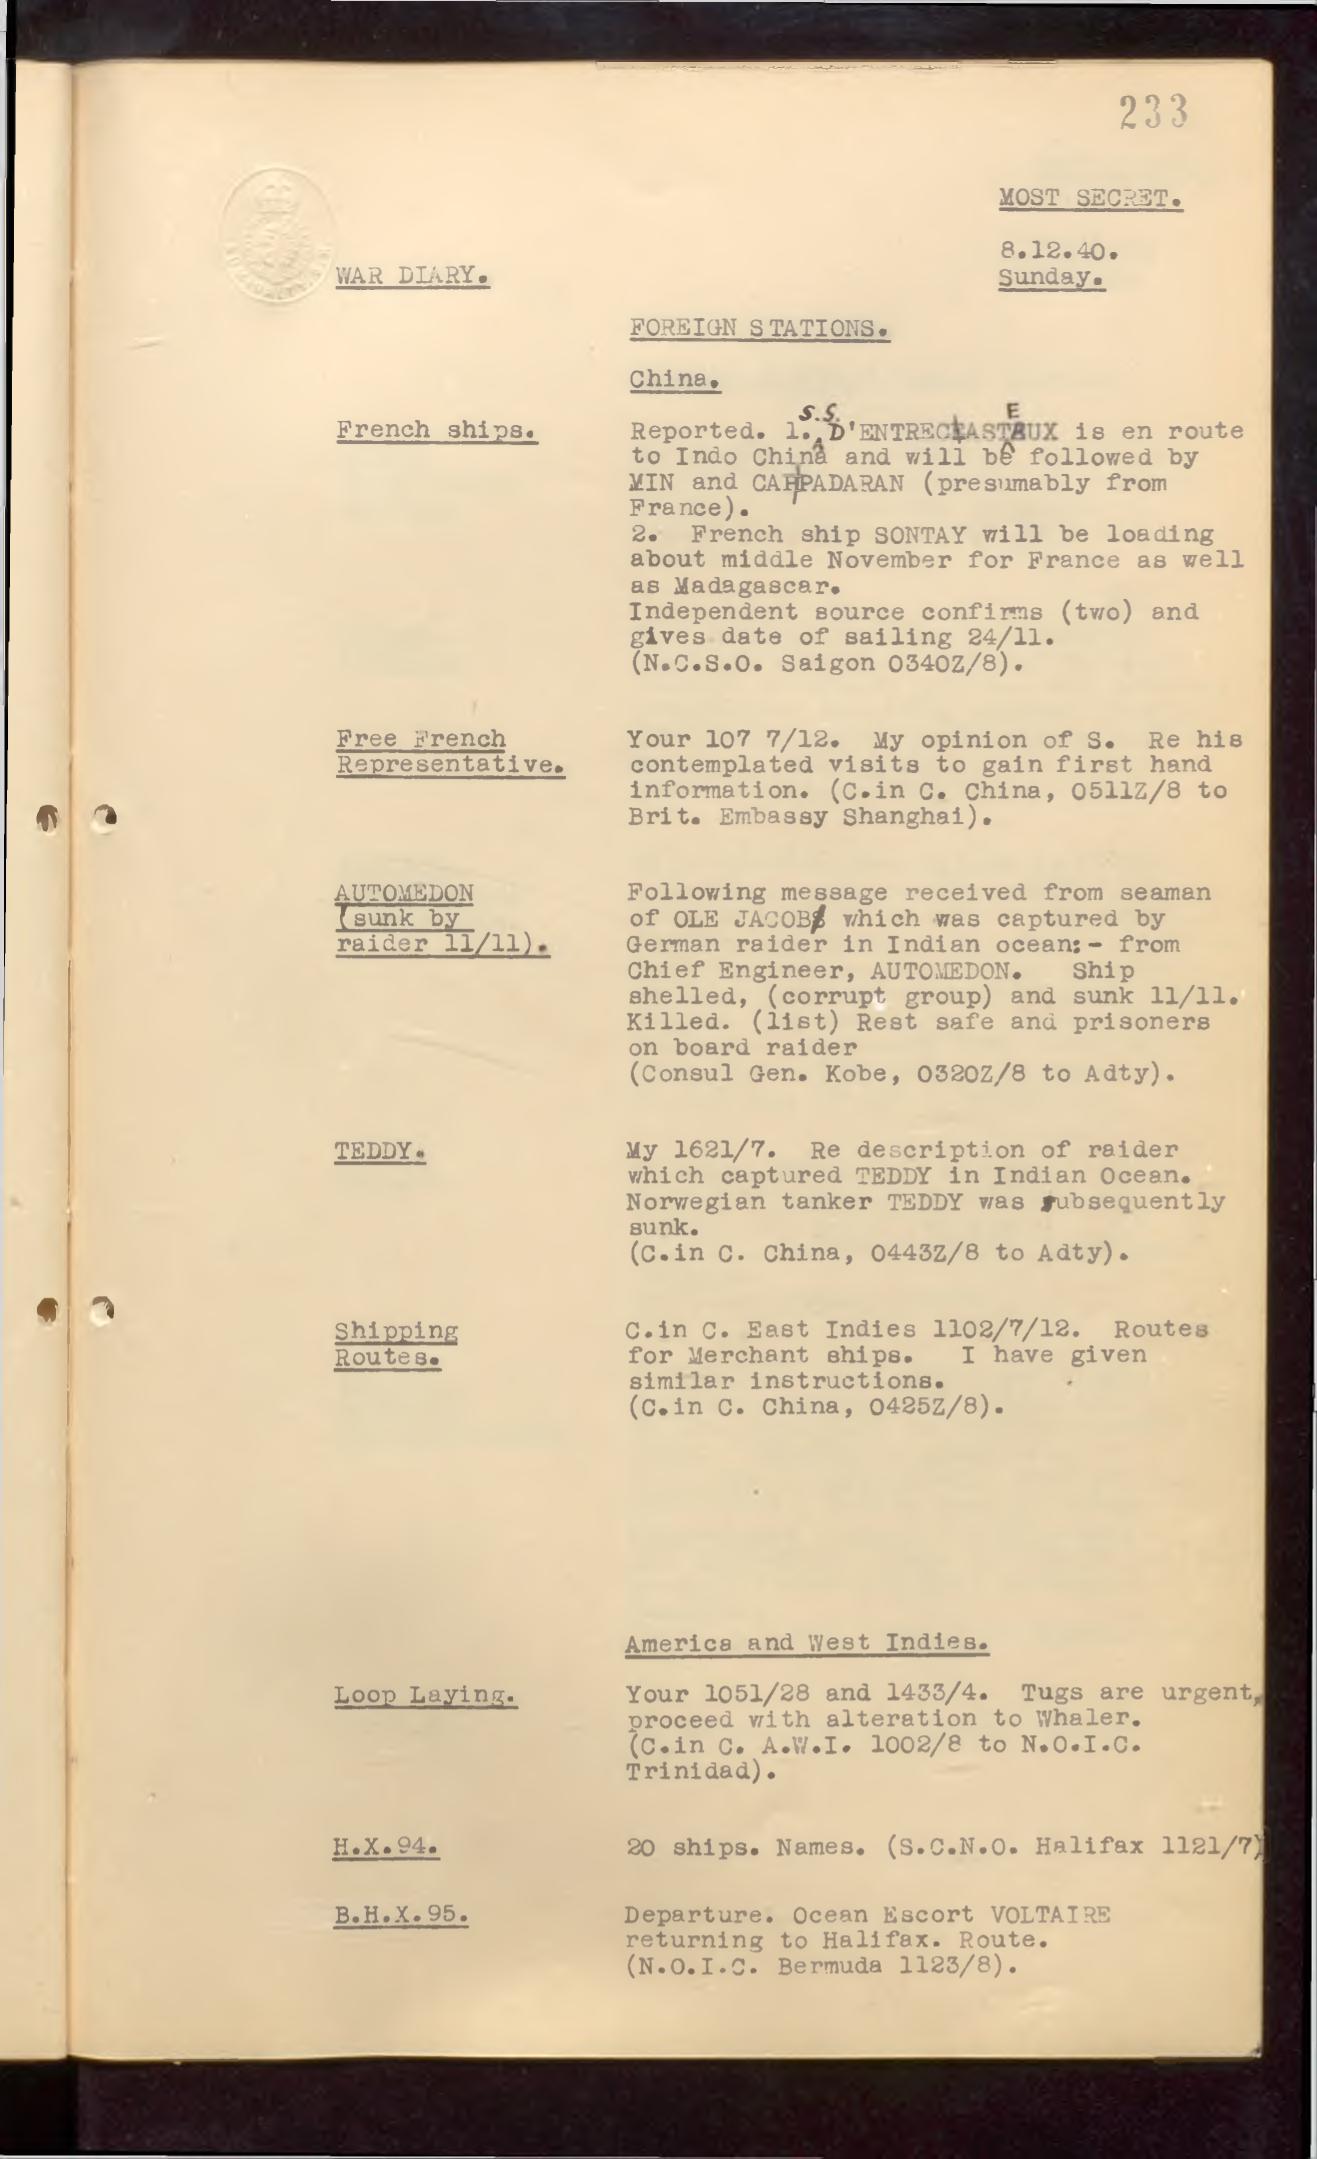 233
MOST SECRET.
8.12.40.
Sunday.
WAR DIARY.
FOREIGN STATIONS.
China.
French ships.
Reported. 1. S.S. D'ENTRECASTEAUX is en route
to Indo China and will be followed by
MIN and CAPPADARAN (presumably from
France).
2. French ship SONTAY will be loading
about middle November for France as well
as Madagascar.
Independent source confirms (two) and
gives date of sailing 24/11.
(N.C.S.O. Saigon 0340Z/8).
Free French
Representative.
Your 107 7/12. My opinion of S. Re his
contemplated visits to gain first hand
information. (C.in C. China, 0511Z/8 to
Brit. Embassy Shanghai).
AUTOMEDON
(sunk by
raider 11/11).
Following message received from seaman
of OLE JACOB which was captured by
German raider in Indian ocean:- from
Chief Engineer, AUTOMEDON. Ship
shelled, (corrupt group) and sunk 11/11.
Killed. (list) Rest safe and prisoners
on board raider
(Consul Gen. Kobe, 0320Z/8 to Adty).
TEDDY.
My 1621/7. Re description of raider
which captured TEDDY in Indian Ocean.
Norwegian tanker TEDDY was subsequently
sunk.
(C.in C. China, 0443Z/8 to Adty).
Shipping
Routes.
C.in C. East Indies 1102/7/12. Routes
for Merchant ships. I have given
similar instructions.
(C.in C. China, 0425Z/8).
America and West Indies.
Loop Laying.
Your 1051/28 and 1433/4. Tugs are urgent,
proceed with alteration to Whaler.
(C.in C. A.W.I. 1002/8 to N.O.I.C.
Trinidad).
H.X.94.
20 ships. Names. (S.C.N.O. Halifax 1121/7)
B.H.X.95.
Departure. Ocean Escort VOLTAIRE
returning to Halifax. Route.
(N.O.I.C. Bermuda 1123/8).